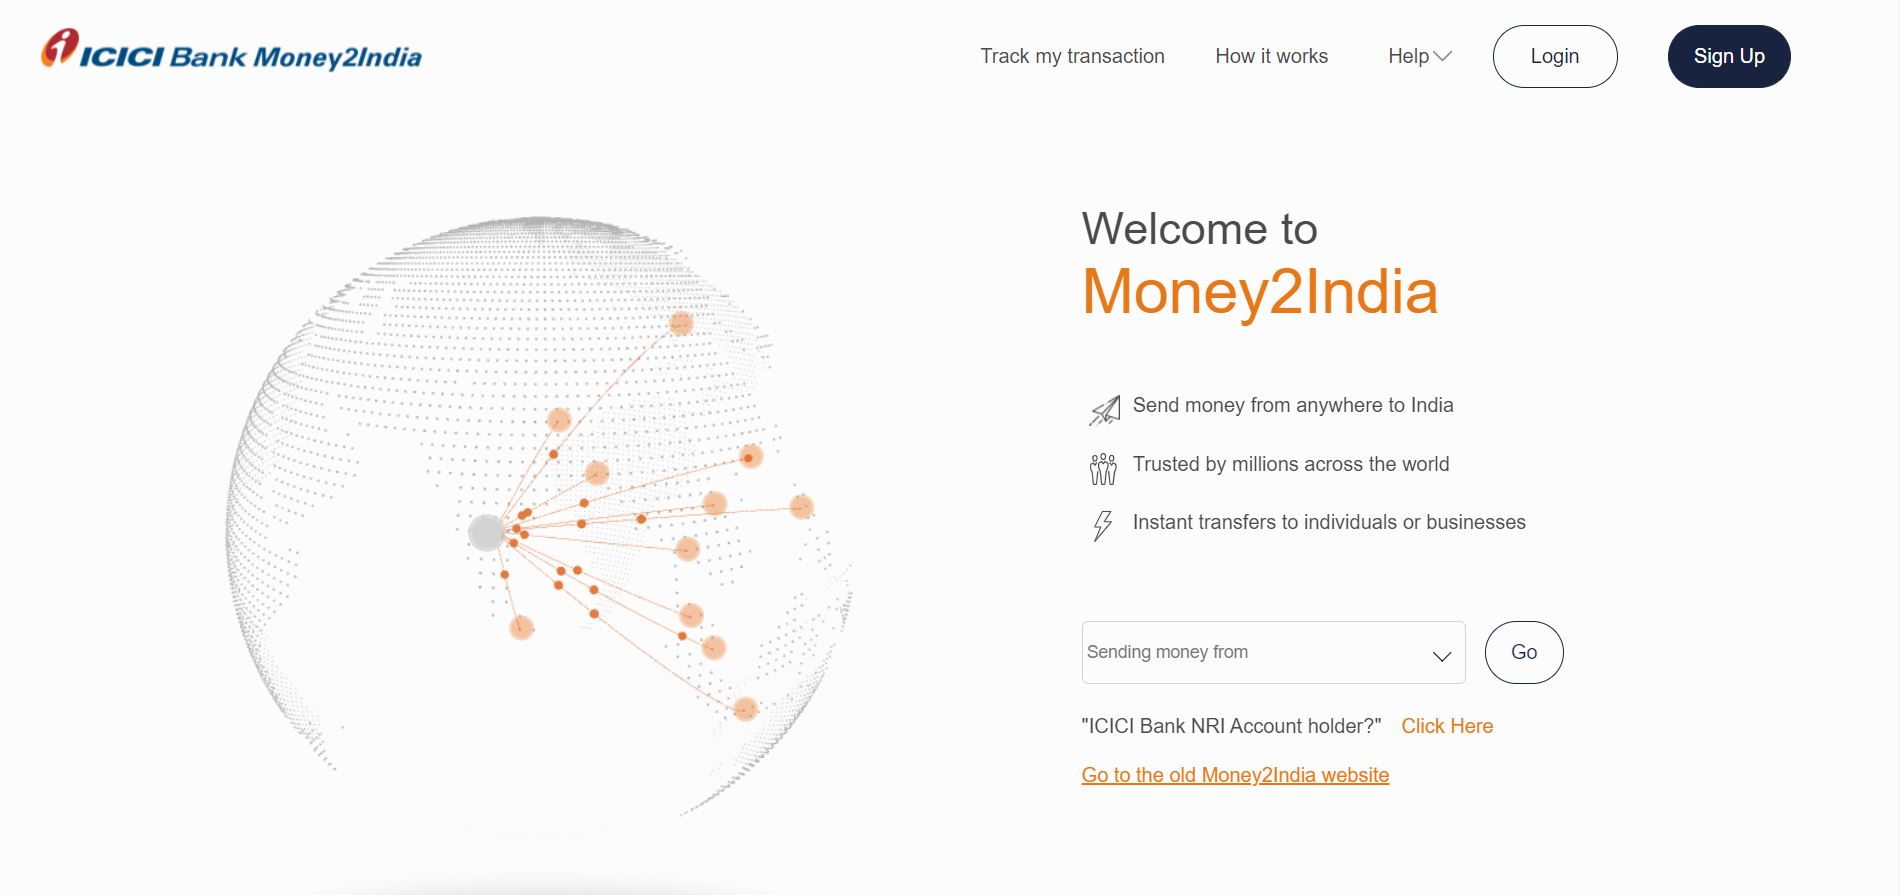 ICICI Bank Money2India
Track my transaction
How it works
Help
Login
Sign Up
Welcome to
Money2India
Send money from anywhere to India
Trusted by millions across the world
Instant transfers to individuals or businesses
Sending money from
Go
"ICICI Bank NRI Account holder?" Click Here
Go to the old Money2India website